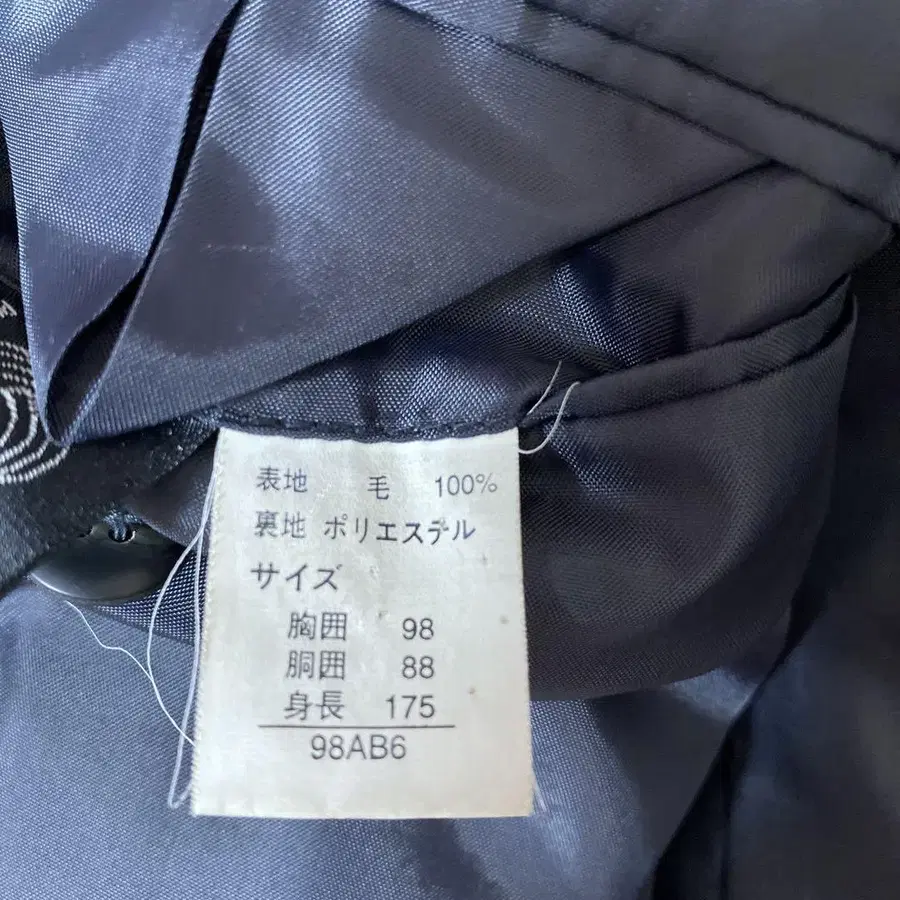 表地 毛 100%
裏地 ポリエステル
サイズ
胸囲 98
胴囲 88
身長 175
98AB6